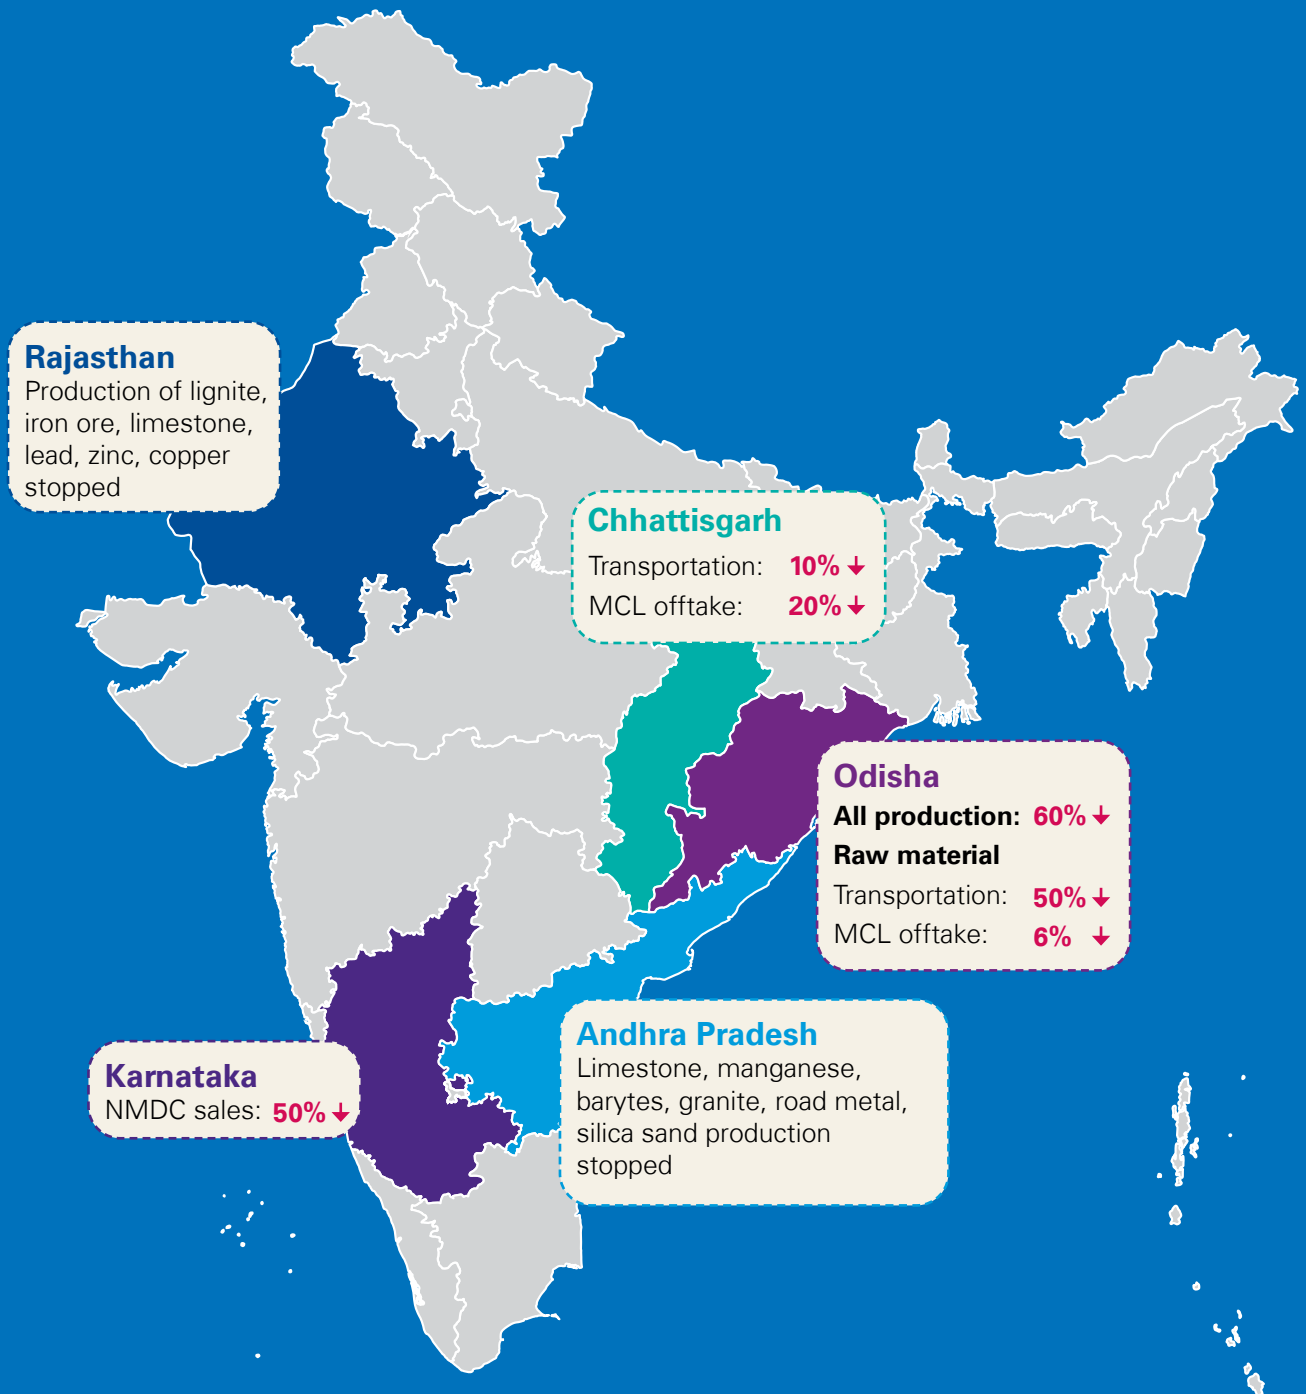 Rajasthan
Production of lignite,
iron ore, limestone,
lead, zinc, copper
stopped
Chhattisgarh
Transportation: 10% ↓
MCL offtake: 20% ↓
Odisha
All production: 60% ↓
Raw material
Transportation: 50% ↓
MCL offtake: 6% ↓
Andhra Pradesh
Limestone, manganese,
barytes, granite, road metal,
silica sand production
stopped
Karnataka
NMDC sales: 50% ↓